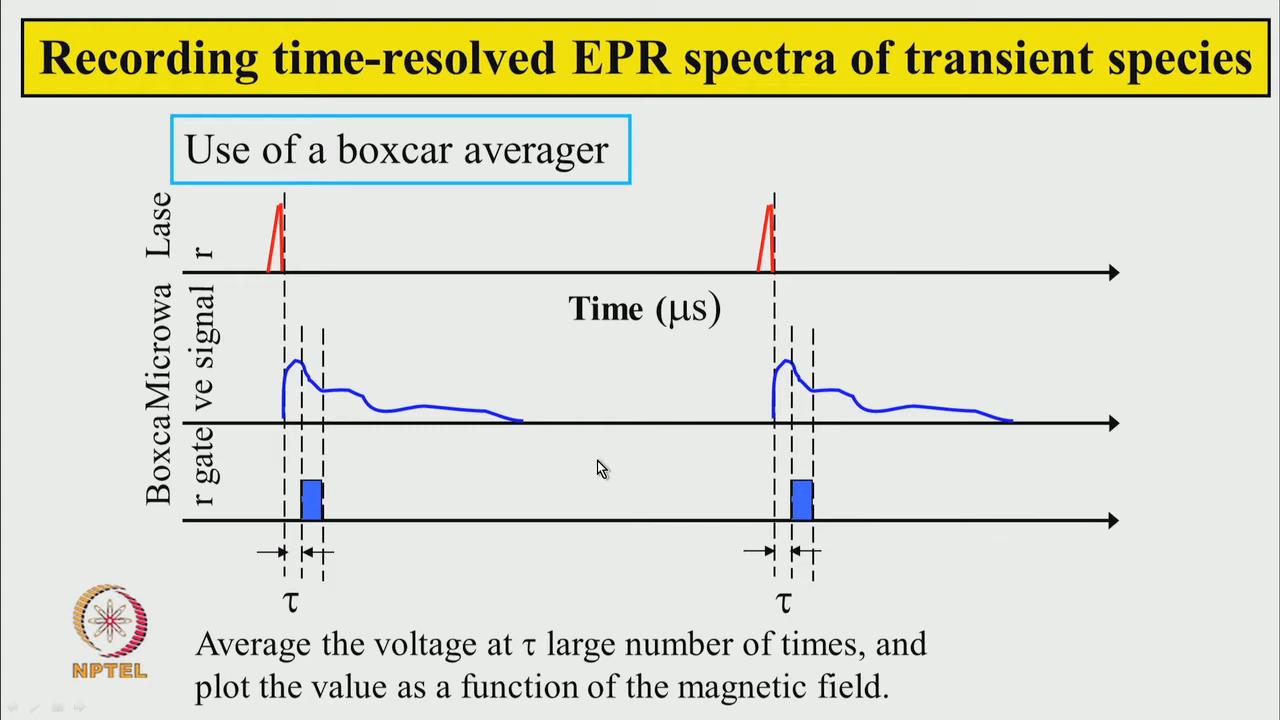 Recording time-resolved EPR spectra of transient species
Use of a boxcar averager
Lase
r
Time (μs)
Microwa
ve signal
Boxca
r gate
τ
τ
Average the voltage at τ large number of times, and
plot the value as a function of the magnetic field.
NPTEL